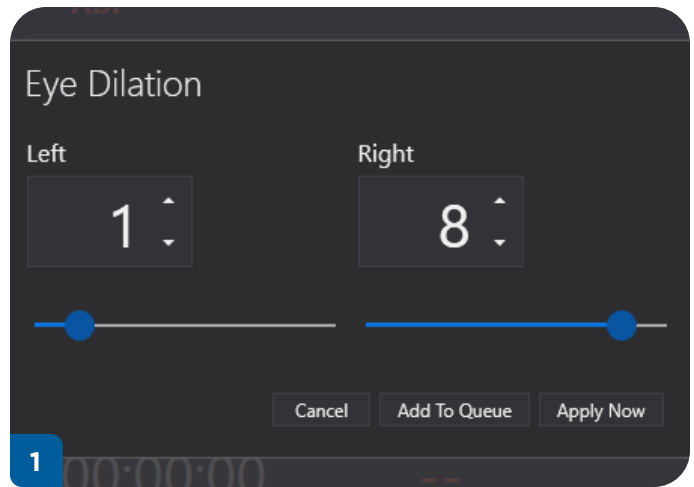 Eye Dilation
Left Right
1 8
Cancel Add To Queue Apply Now
1
00:00:00